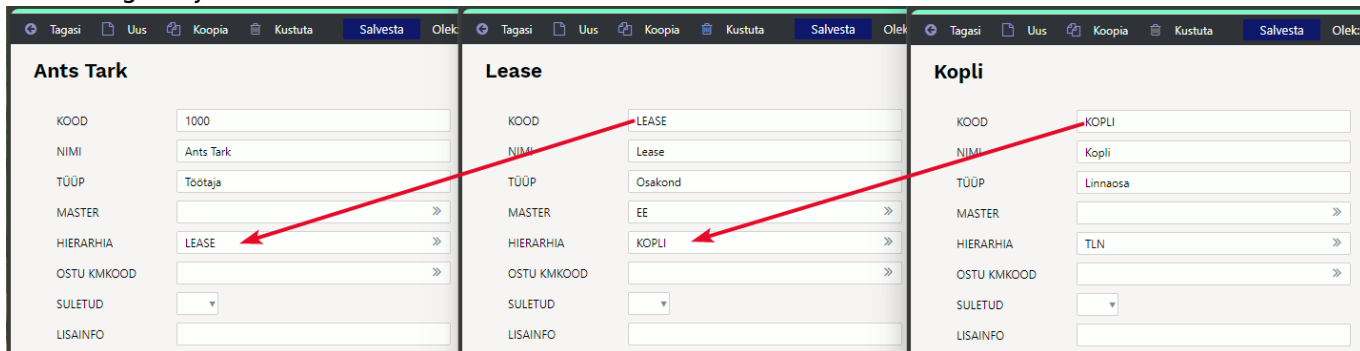 Tagasi Uus Koopia Kustuta Salvesta Olek:
Ants Tark
KOOD 1000
NIMI Ants Tark
TÜÜP Töötaja
MASTER
HIERARHIA LEASE
OSTU KMKOOD
SULETUD
LISAINFO
Tagasi Uus Koopia Kustuta Salvesta Olek
Lease
KOOD LEASE
NIMI Lease
TÜÜP Osakond
MASTER EE
HIERARHIA KOPLI
OSTU KMKOOD
SULETUD
LISAINFO
Tagasi Uus Koopia Kustuta Salvesta Olek:
Kopli
KOOD KOPLI
NIMI Kopli
TÜÜP Linnaosa
MASTER
HIERARHIA TLN
OSTU KMKOOD
SULETUD
LISAINFO